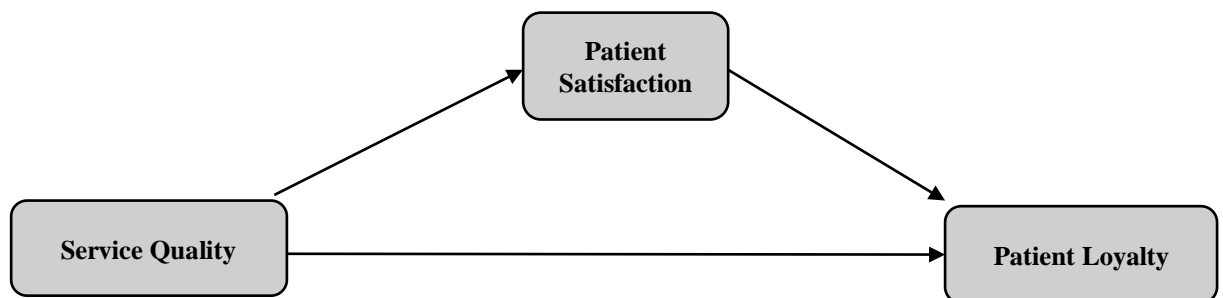 Patient
Satisfaction
Service Quality
Patient Loyalty